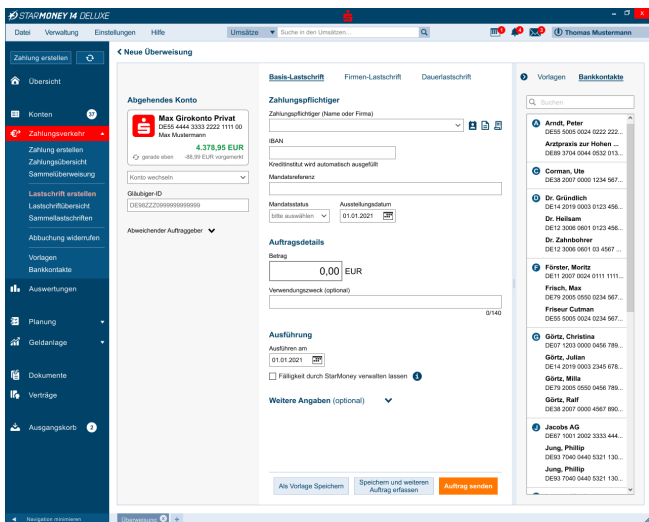 STARMONEY 14 DELUXE
Datei Verwaltung Einstellungen Hilfe
Umsätze Suche in den Umsätzen...
Thomas Mustermann
Zahlung erstellen
Übersicht
Konten 37
Zahlungsverkehr
Zahlung erstellen
Zahlungsübersicht
Sammelüberweisung
Lastschrift erstellen
Lastschriftübersicht
Sammellastschriften
Abbuchung widerrufen
Vorlagen
Bankkontakte
Auswertungen
Planung
Geldanlage
Dokumente
Verträge
Ausgangskorb 2
Navigation minimieren
Neue Überweisung
Abgehendes Konto
Max Girokonto Privat
DE55 4444 3333 2222 1111 00
Max Mustermann
4.378,95 EUR
gerade eben -88,99 EUR vorgemerkt
Konto wechseln
Gläubiger-ID
DE98ZZZ0999999999999
Abweichender Auftraggeber
Basis-Lastschrift Firmen-Lastschrift Dauerlastschrift
Zahlungspflichtiger
Zahlungspflichtiger (Name oder Firma)
IBAN
Kreditinstitut wird automatisch ausgefüllt
Mandatsreferenz
Mandatsstatus Ausstellungsdatum
bitte auswählen 01.01.2021
Auftragsdetails
Betrag
0,00 EUR
Verwendungszweck (optional)
0/140
Ausführung
Ausführen am
01.01.2021
Fälligkeit durch StarMoney verwalten lassen
Weitere Angaben (optional)
Als Vorlage Speichern
Speichern und weiteren
Auftrag erfassen
Auftrag senden
Vorlagen Bankkontakte
Suchen
A Arndt, Peter
DE55 5005 0024 0222 222...
Arztpraxis zur Hohen ...
DE89 3704 0044 0532 013...
C Corman, Ute
DE38 2007 0000 1234 567...
D Dr. Gründlich
DE14 2019 0003 0123 456...
Dr. Heilsam
DE12 3006 0601 0123 456...
Dr. Zahnbohrer
DE12 3006 0601 03 4567 ...
F Förster, Moritz
DE11 2007 0024 0111 1111...
Frisch, Max
DE79 2005 0550 0234 567...
Friseur Cutman
DE55 5005 0024 0234 567...
G Görtz, Christina
DE07 1203 0000 0456 789...
Görtz, Julian
DE14 2019 0003 2345 678...
Görtz, Milla
DE79 2005 0550 0456 789...
Görtz, Ralf
DE38 2007 0000 4567 890...
J Jacobs AG
DE67 1001 2002 3333 444...
Jung, Phillip
DE93 7040 0440 5321 130...
Jung, Phillip
DE93 7040 0440 5321 130...
Überweisung